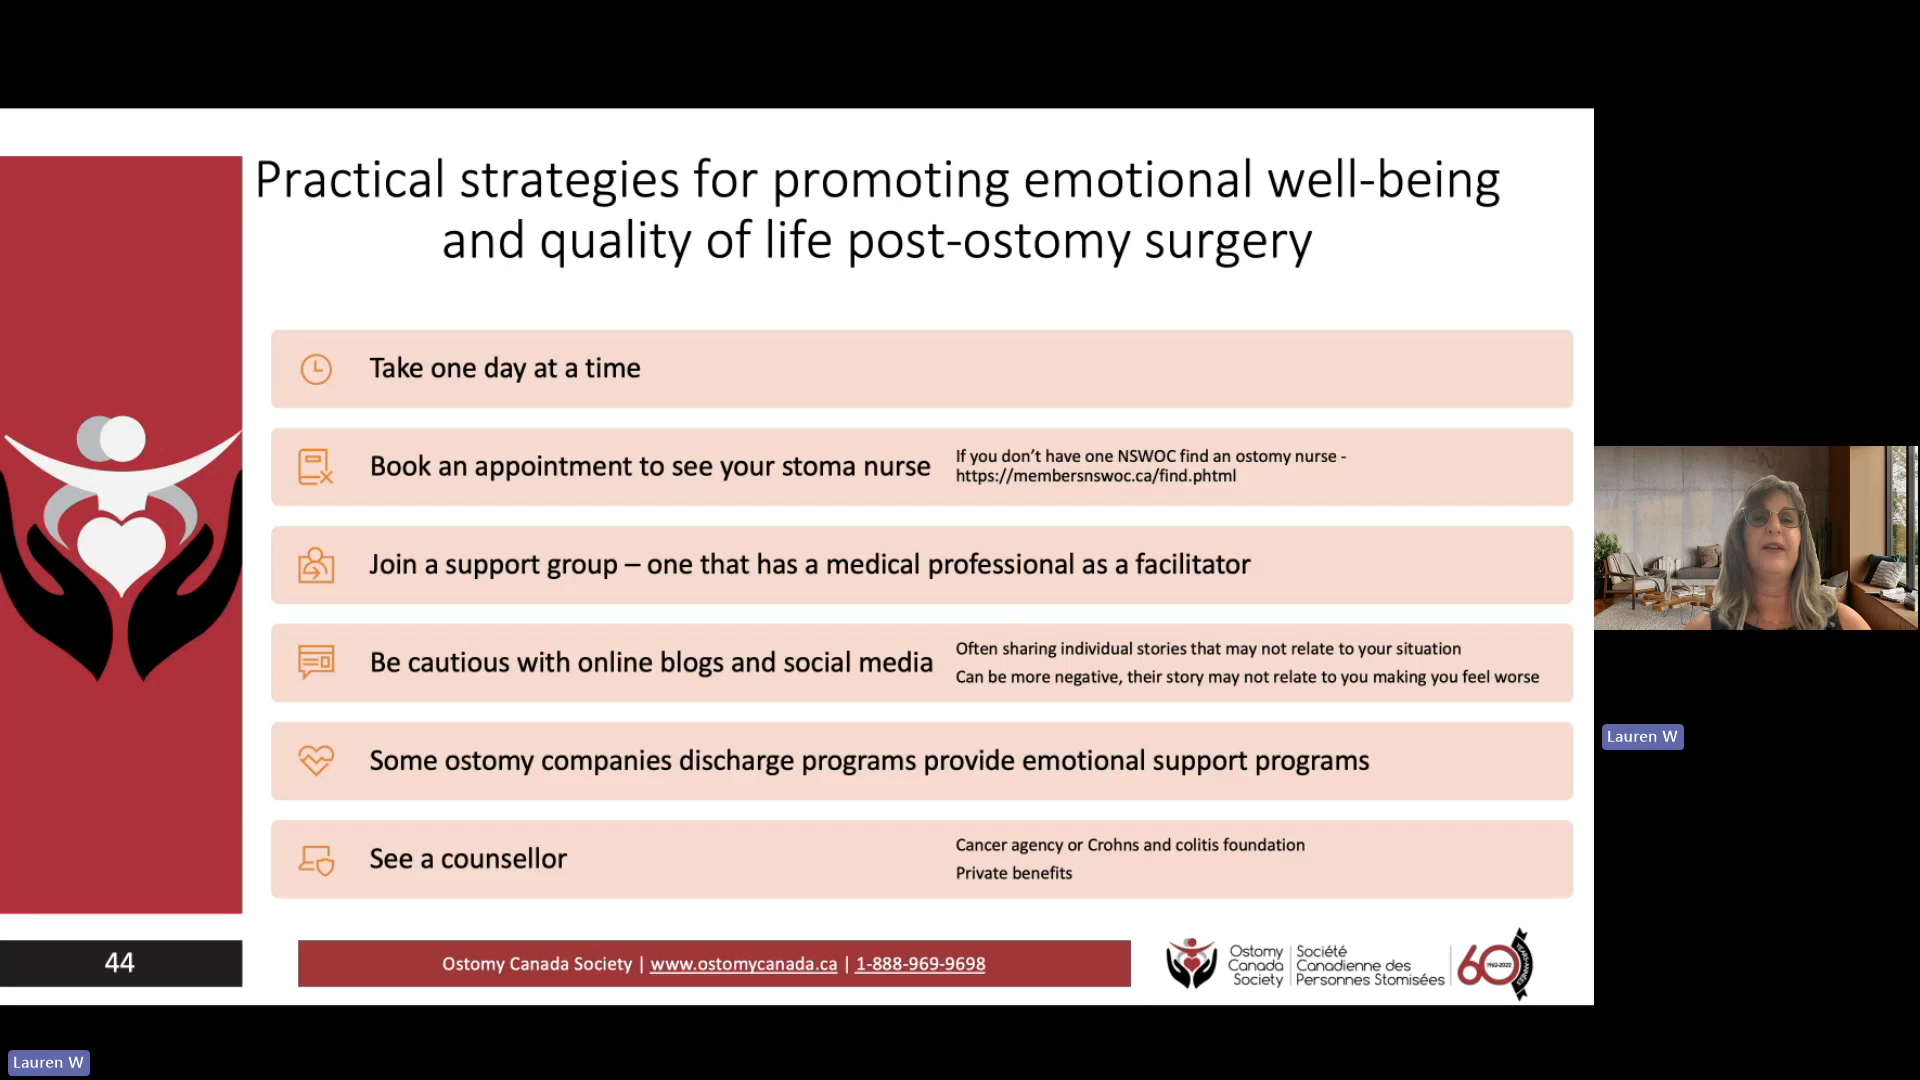 Practical strategies for promoting emotional well-being
and quality of life post-ostomy surgery
Take one day at a time
Book an appointment to see your stoma nurse
If you don’t have one NSWOC find an ostomy nurse -
https://membersnswoc.ca/find.phtml
Join a support group – one that has a medical professional as a facilitator
Be cautious with online blogs and social media
Often sharing individual stories that may not relate to your situation
Can be more negative, their story may not relate to you making you feel worse
Some ostomy companies discharge programs provide emotional support programs
See a counsellor
Cancer agency or Crohns and colitis foundation
Private benefits
44
Ostomy Canada Society | www.ostomycanada.ca | 1-888-969-9698
Ostomy
Canada
Society
Société
Canadienne des
Personnes Stomisées
60
1962-2022
YEARS-ANNÉES
Lauren W
Lauren W